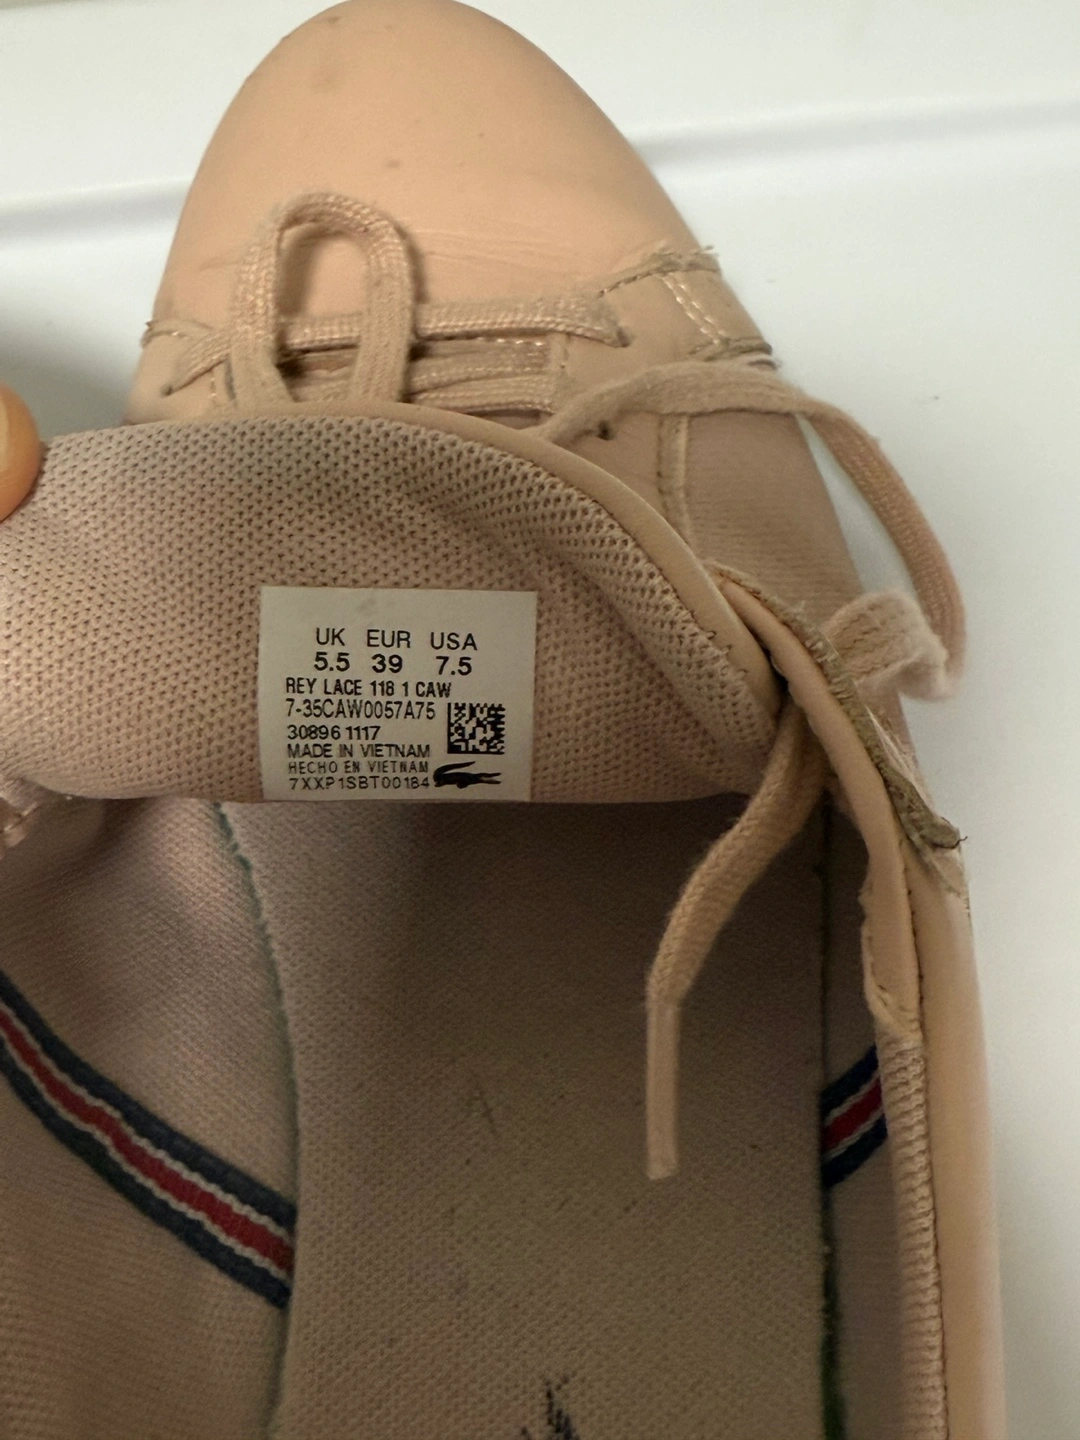 UK EUR USA
5.5 39 7.5
REY LACE 118 1 CAW
7-35CAW0057A75
30896 1117
MADE IN VIETNAM
HECHO EN VIETNAM
7XXP1SBT00184